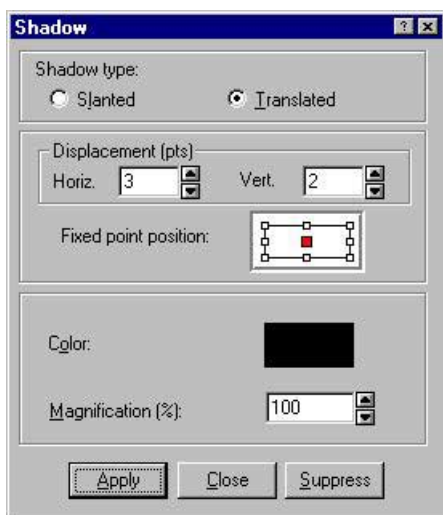 Shadow
Shadow type:
Slanted Translated
Displacement (pts)
Horiz. 3 Vert. 2
Fixed point position:
Color:
Magnification (%): 100
Apply Close Suppress